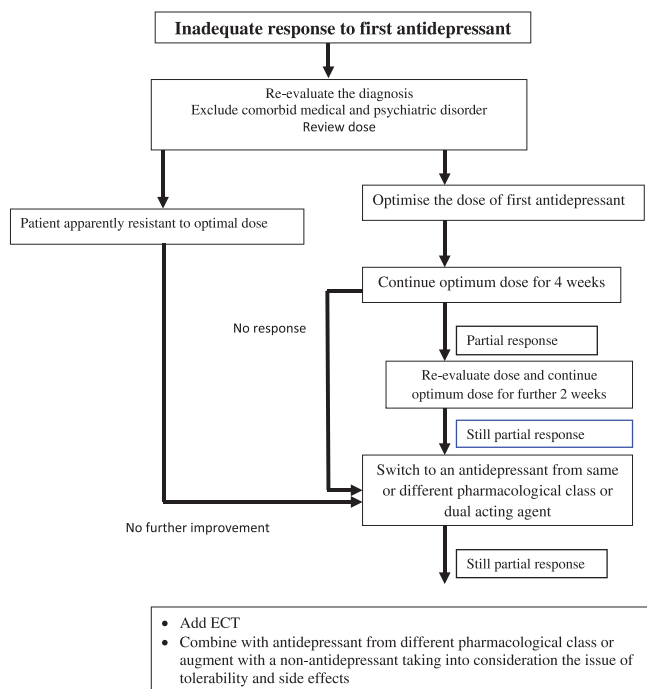 Inadequate response to first antidepressant
Re-evaluate the diagnosis
Exclude comorbid medical and psychiatric disorder
Review dose
Patient apparently resistant to optimal dose
Optimise the dose of first antidepressant
Continue optimum dose for 4 weeks
No response
Partial response
Re-evaluate dose and continue
optimum dose for further 2 weeks
Still partial response
Switch to an antidepressant from same
or different pharmacological class or
dual acting agent
No further improvement
Still partial response
• Add ECT
• Combine with antidepressant from different pharmacological class or
augment with a non-antidepressant taking into consideration the issue of
tolerability and side effects